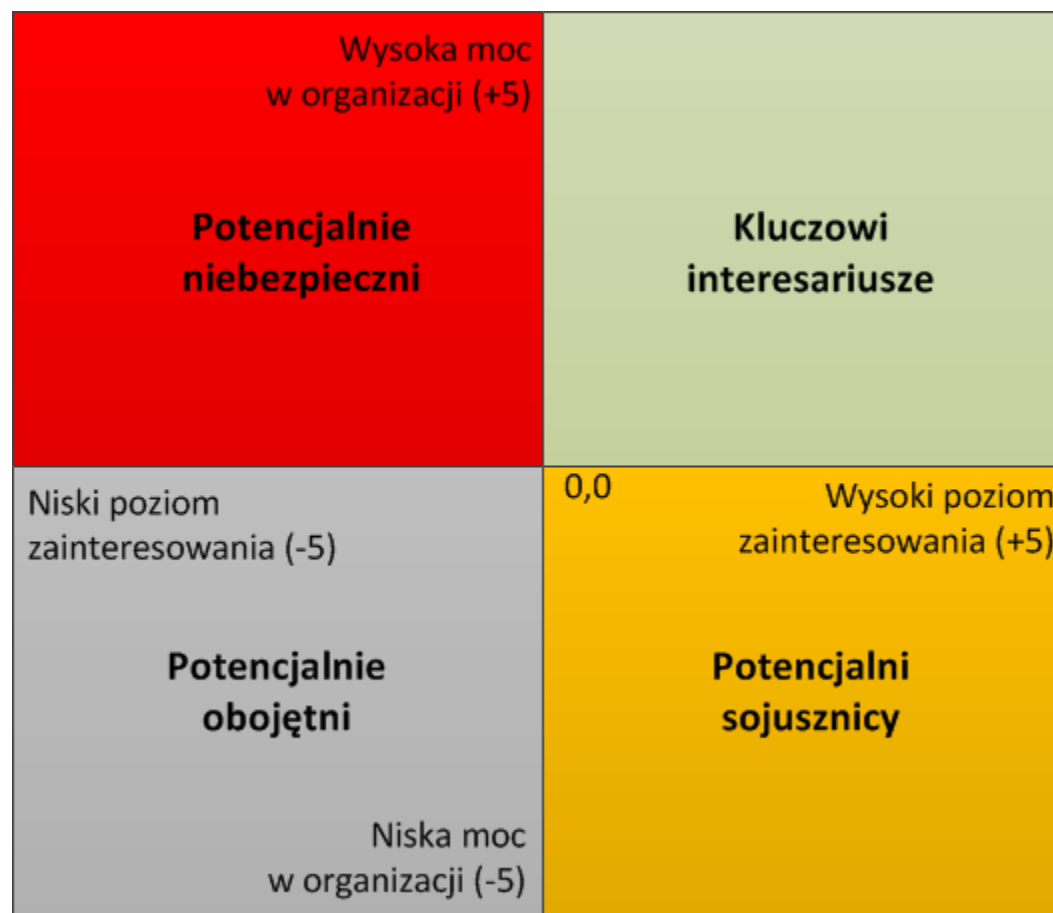 Wysoka moc
w organizacji (+5)
Potencjalnie
niebezpieczni
Kluczowi
interesariusze
Niski poziom
zainteresowania (-5)
0,0
Wysoki poziom
zainteresowania (+5)
Potencjalnie
obojętni
Potencjalni
sojusznicy
Niska moc
w organizacji (-5)